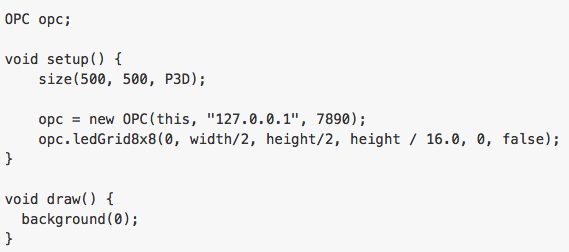 OPC opc;

void setup() {
    size(500, 500, P3D);

    opc = new OPC(this, "127.0.0.1", 7890);
    opc.ledGrid8x8(0, width/2, height/2, height / 16.0, 0, false);
}

void draw() {
  background(0);
}